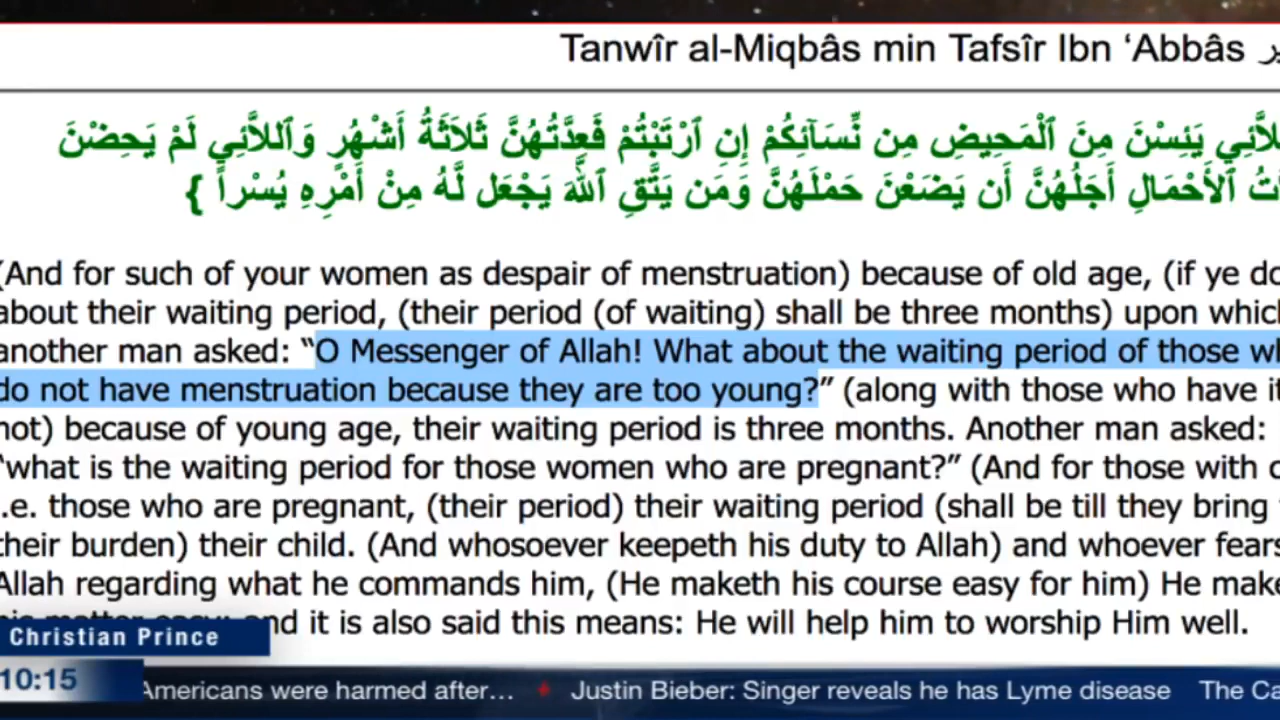 Tanwîr al-Miqbâs min Tafsîr Ibn ‘Abbâs
يَئِسْنَ مِنَ ٱلْمَحِيضِ مِن نِّسَآئِكُمْ إِنِ ٱرْتَبْتُمْ فَعِدَّتُهُنَّ ثَلاَثَةُ أَشْهُرٍ وَٱللاَّئِي لَمْ يَحِضْنَ
ٱلأَحْمَالِ أَجَلُهُنَّ أَن يَضَعْنَ حَمْلَهُنَّ وَمَن يَتَّقِ ٱللَّهَ يَجْعَل لَّهُ مِنْ أَمْرِهِ يُسْراً }
(And for such of your women as despair of menstruation) because of old age, (if ye
about their waiting period, (their period (of waiting) shall be three months) upon
another man asked: “O Messenger of Allah! What about the waiting period of those
do not have menstruation because they are too young?” (along with those who have
not) because of young age, their waiting period is three months. Another man asked:
“what is the waiting period for those women who are pregnant?” (And for those with
i.e. those who are pregnant, (their period) their waiting period (shall be till they bring
their burden) their child. (And whosoever keepeth his duty to Allah) and whoever
Allah regarding what he commands him, (He maketh his course easy for him) He
and it is also said this means: He will help him to worship Him well.
Christian Prince
10:15
Americans were harmed after... ♦ Justin Bieber: Singer reveals he has Lyme disease The